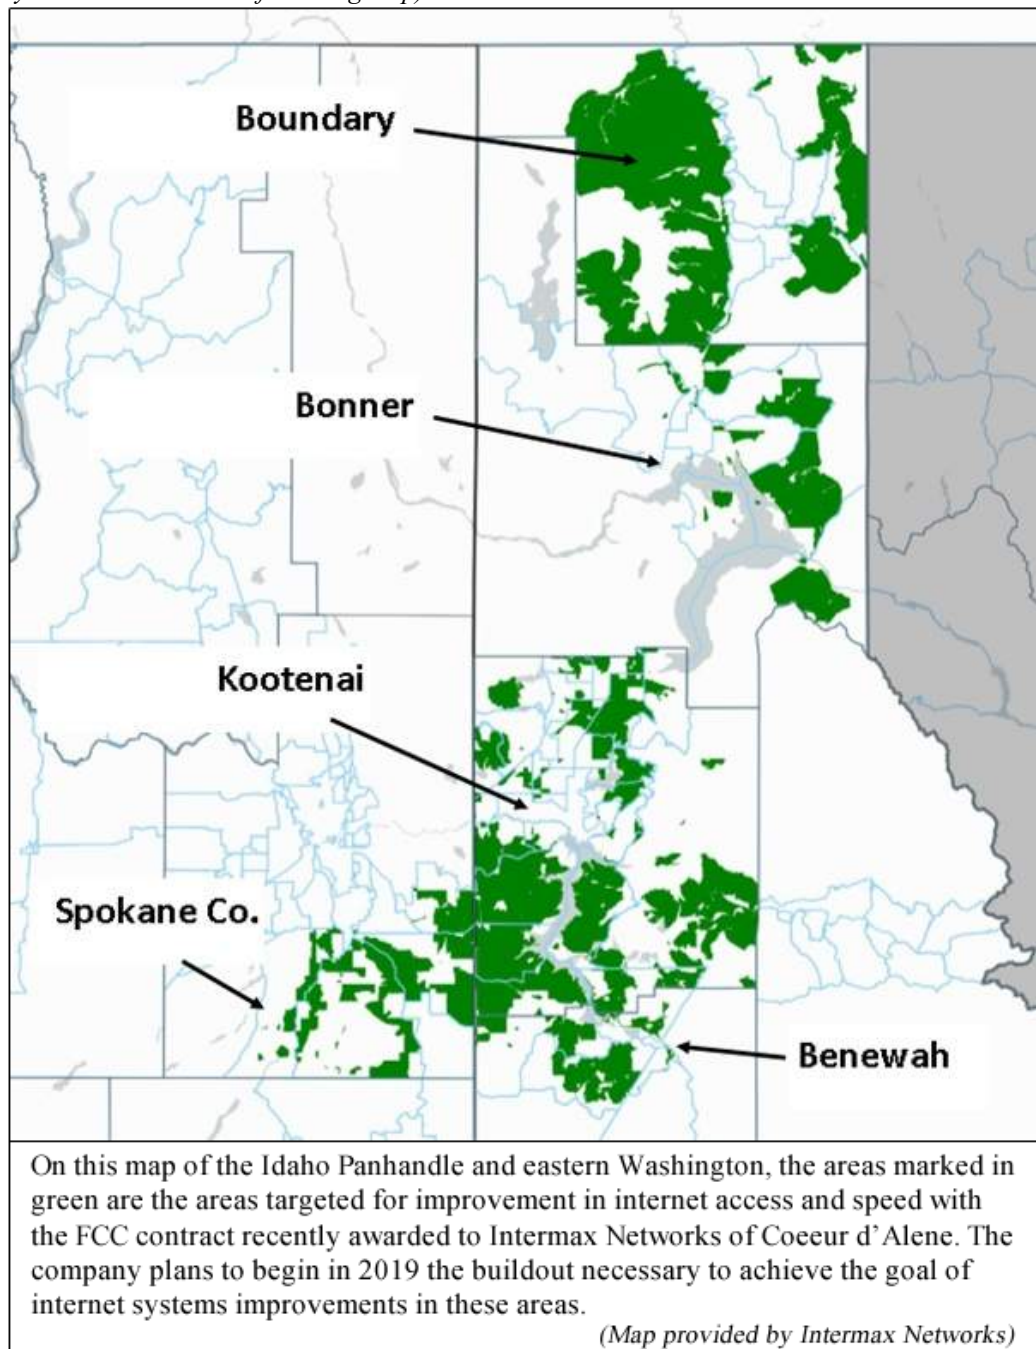 Boundary
Bonner
Kootenai
Spokane Co.
Benewah
On this map of the Idaho Panhandle and eastern Washington, the areas marked in
green are the areas targeted for improvement in internet access and speed with
the FCC contract recently awarded to Intermax Networks of Coeeur d’Alene. The
company plans to begin in 2019 the buildout necessary to achieve the goal of
internet systems improvements in these areas.
(Map provided by Intermax Networks)